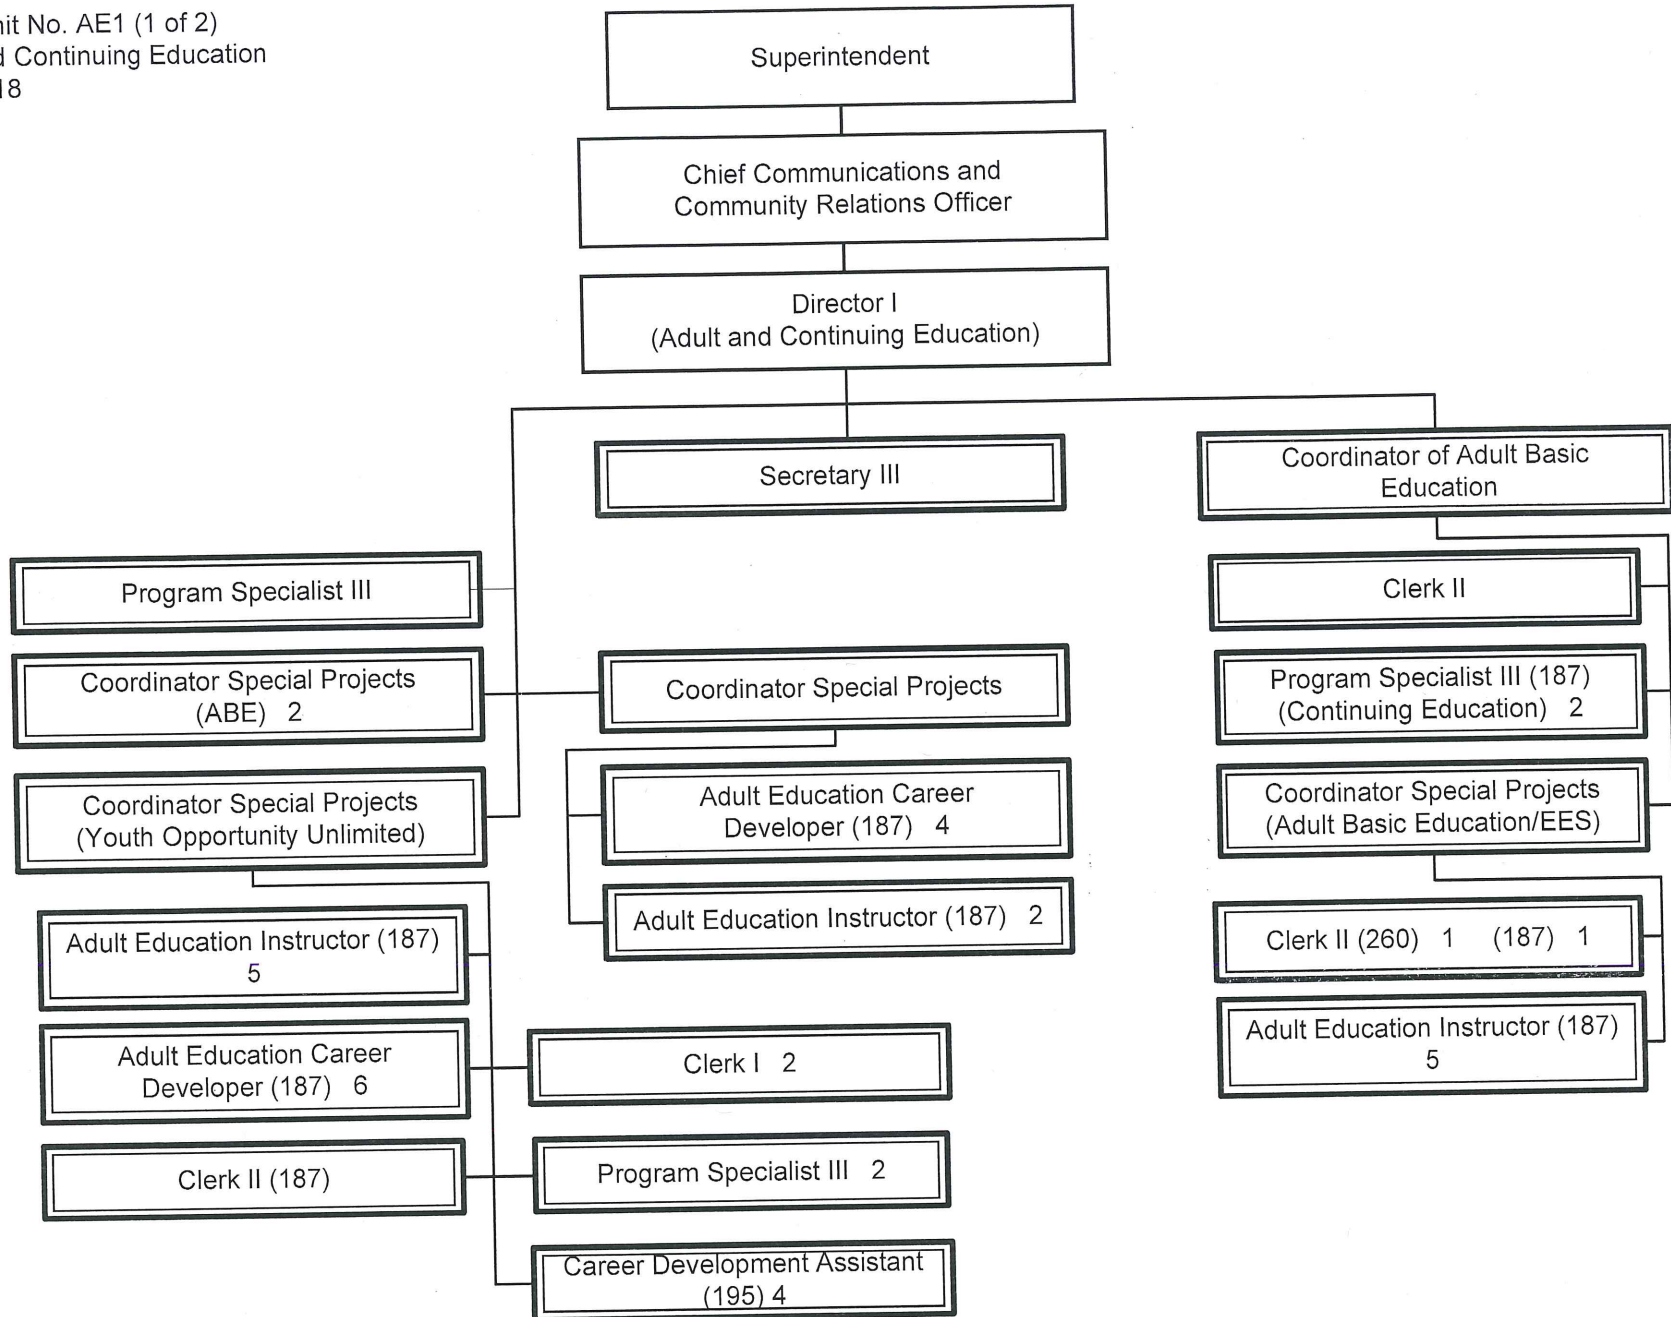 No. AE1 (1 of 2)
Continuing Education
18
Superintendent
Chief Communications and
Community Relations Officer
Director I
(Adult and Continuing Education)
Secretary III
Coordinator of Adult Basic
Education
Program Specialist III
Coordinator Special Projects
(ABE) 2
Coordinator Special Projects
(Youth Opportunity Unlimited)
Adult Education Instructor (187)
5
Adult Education Career
Developer (187) 6
Clerk II (187)
Coordinator Special Projects
Adult Education Career
Developer (187) 4
Adult Education Instructor (187) 2
Clerk I 2
Program Specialist III 2
Career Development Assistant
(195) 4
Clerk II
Program Specialist III (187)
(Continuing Education) 2
Coordinator Special Projects
(Adult Basic Education/EES)
Clerk II (260) 1 (187) 1
Adult Education Instructor (187)
5